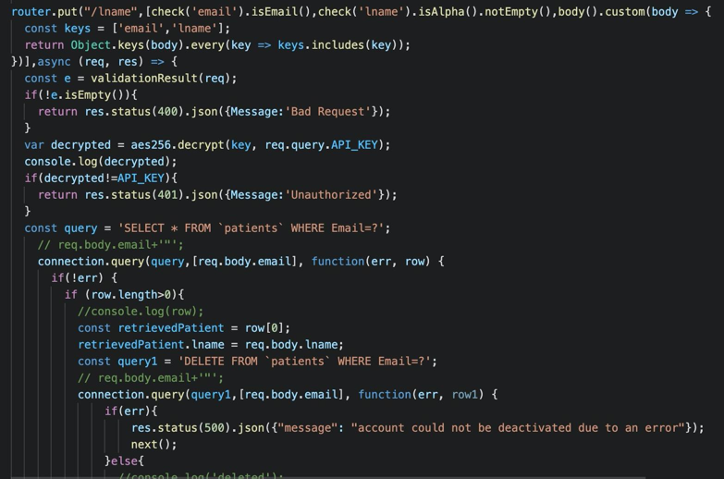 router.put("/lname",[check('email').isEmail(),check('lname').isAlpha().notEmpty(),body().custom(body => {
  const keys = ['email','lname'];
  return Object.keys(body).every(key => keys.includes(key));
})],async (req, res) => {
  const e = validationResult(req);
  if(!e.isEmpty()){
    return res.status(400).json({Message:'Bad Request'});
  }
  var decrypted = aes256.decrypt(key, req.query.API_KEY);
  console.log(decrypted);
  if(decrypted!=API_KEY){
    return res.status(401).json({Message:'Unauthorized'});
  }
  const query = 'SELECT * FROM `patients` WHERE Email=?';
    // req.body.email+'"';
    connection.query(query,[req.body.email], function(err, row) {
      if(!err) {
        if (row.length>0){
          //console.log(row);
          const retrievedPatient = row[0];
          retrievedPatient.lname = req.body.lname;
          const query1 = 'DELETE FROM `patients` WHERE Email=?';
          // req.body.email+'"';
          connection.query(query1,[req.body.email], function(err, row1) {
              if(err){
                  res.status(500).json({"message": "account could not be deactivated due to an error"});
                  next();
              }else{
                //console.log('deleted');